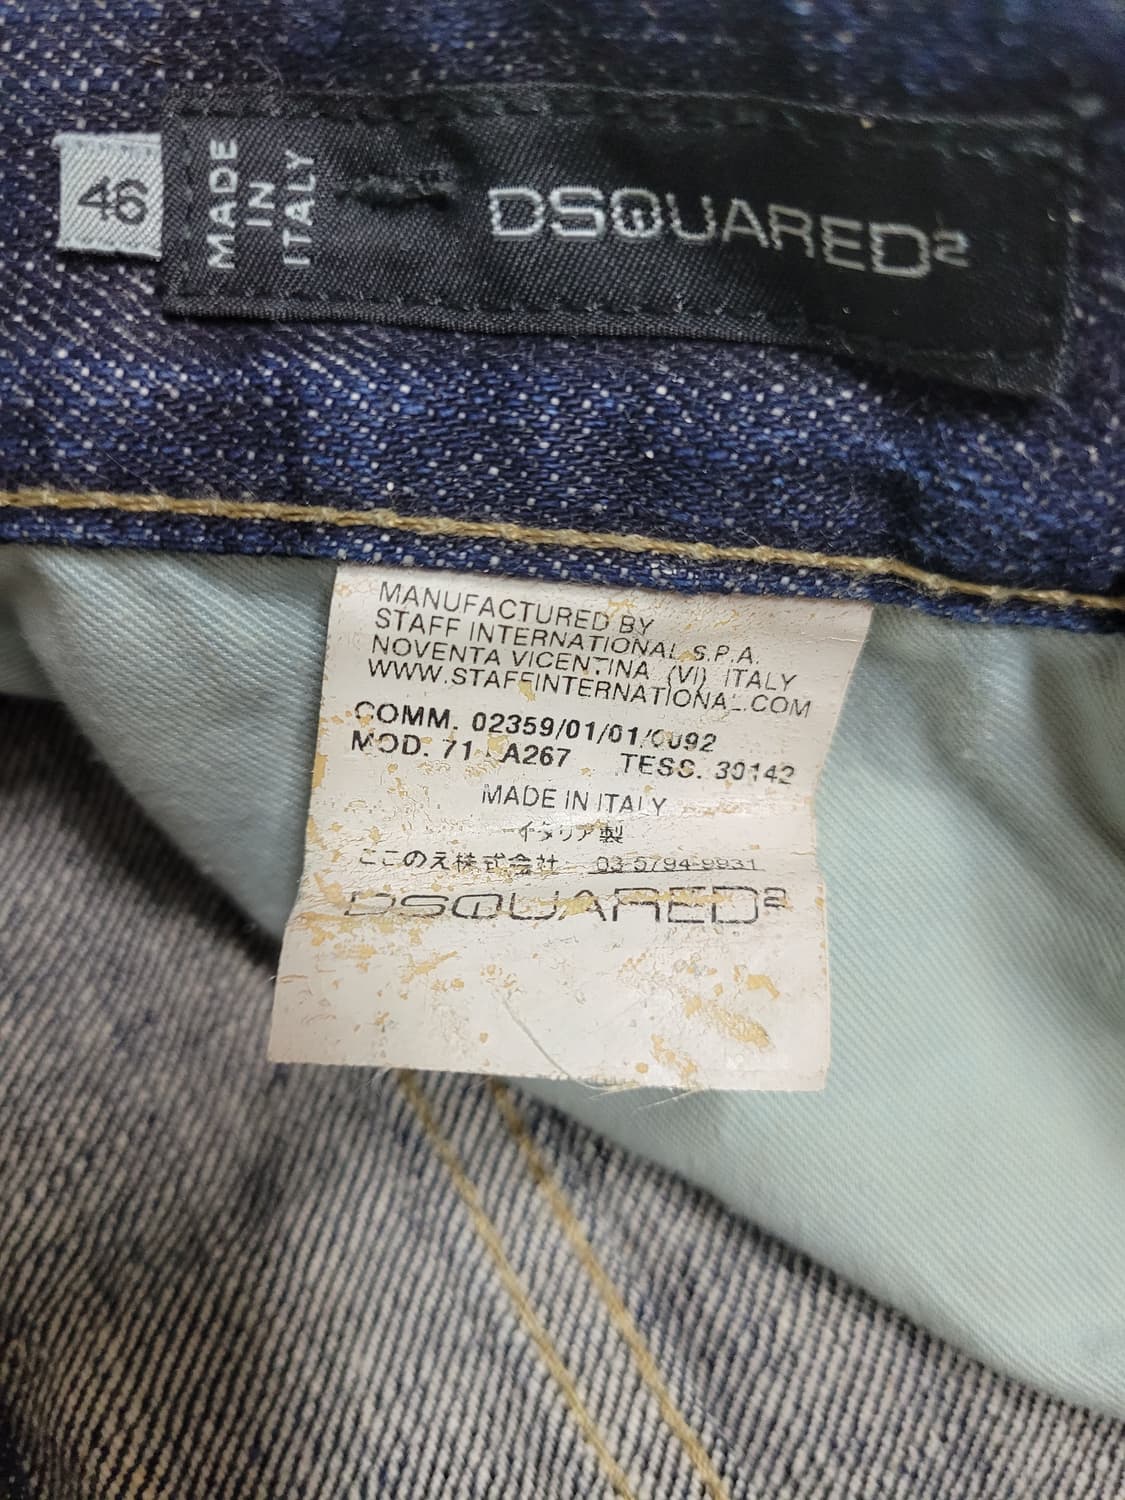 46
MADE
IN
ITALY
DSQUARED2
MANUFACTURED BY
STAFF INTERNATIONAL S.P.A.
NOVENTA VICENTINA (VI) ITALY
WWW.STAFFINTERNATIONAL.COM
COMM. 02359/01/01/0092
MOD. 71 A267 TESS. 30142
MADE IN ITALY
イタリア製
ここのえ株式会社 03-5794-9931
DSQUARED2